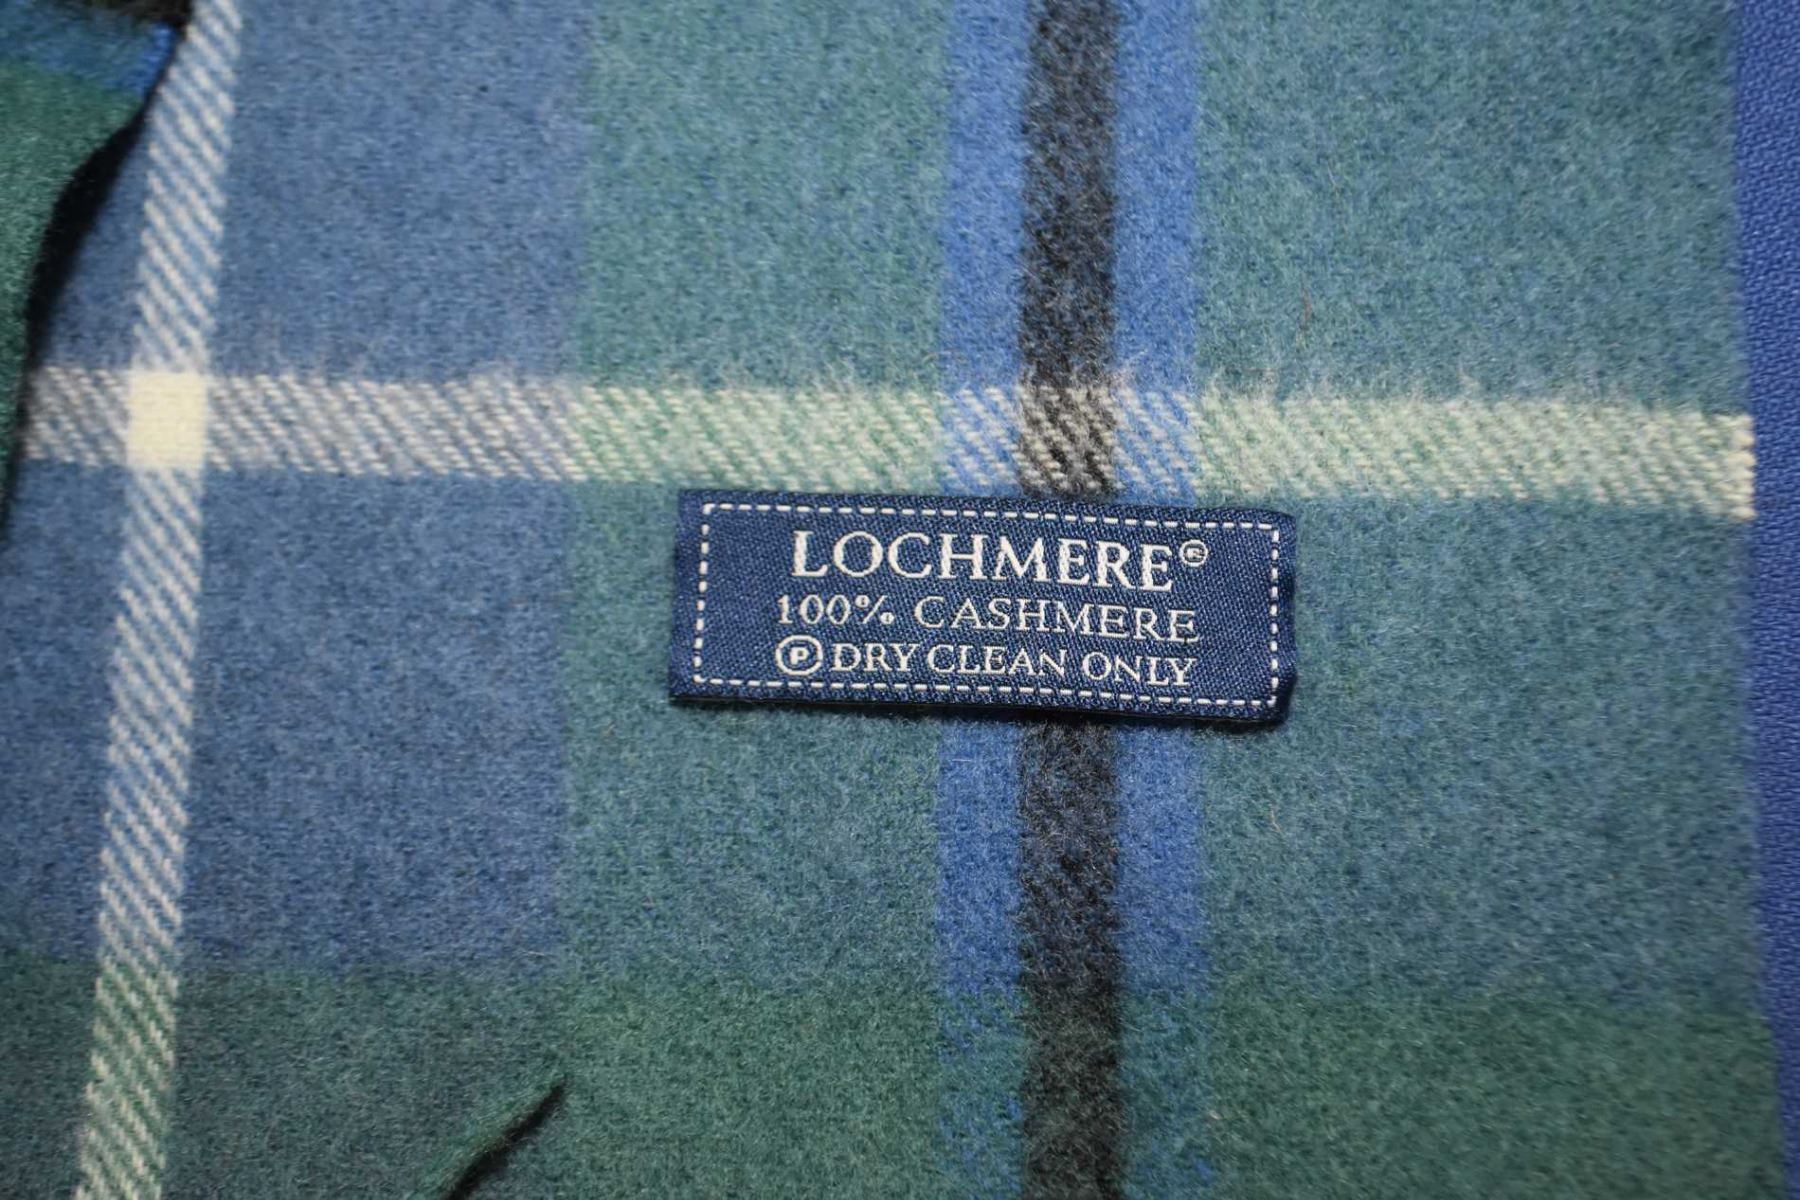 LOCHMERE®
100% CASHMERE
Ⓟ DRY CLEAN ONLY